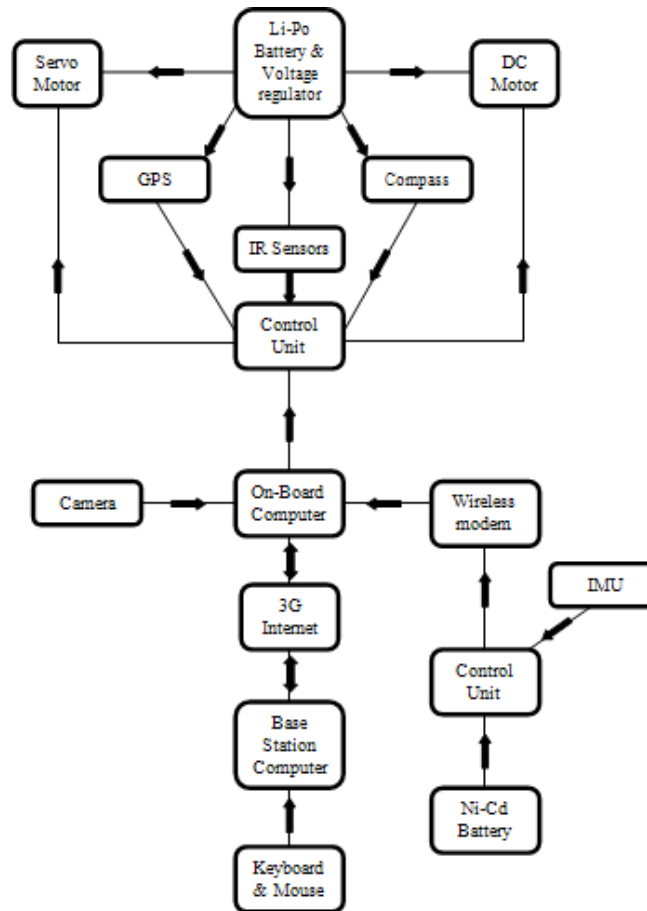 Li-Po
Battery &
Voltage
regulator
Servo
Motor
DC
Motor
GPS
Compass
IR Sensors
Control
Unit
Camera
On-Board
Computer
Wireless
modem
3G
Internet
IMU
Control
Unit
Base
Station
Computer
Ni-Cd
Battery
Keyboard
& Mouse